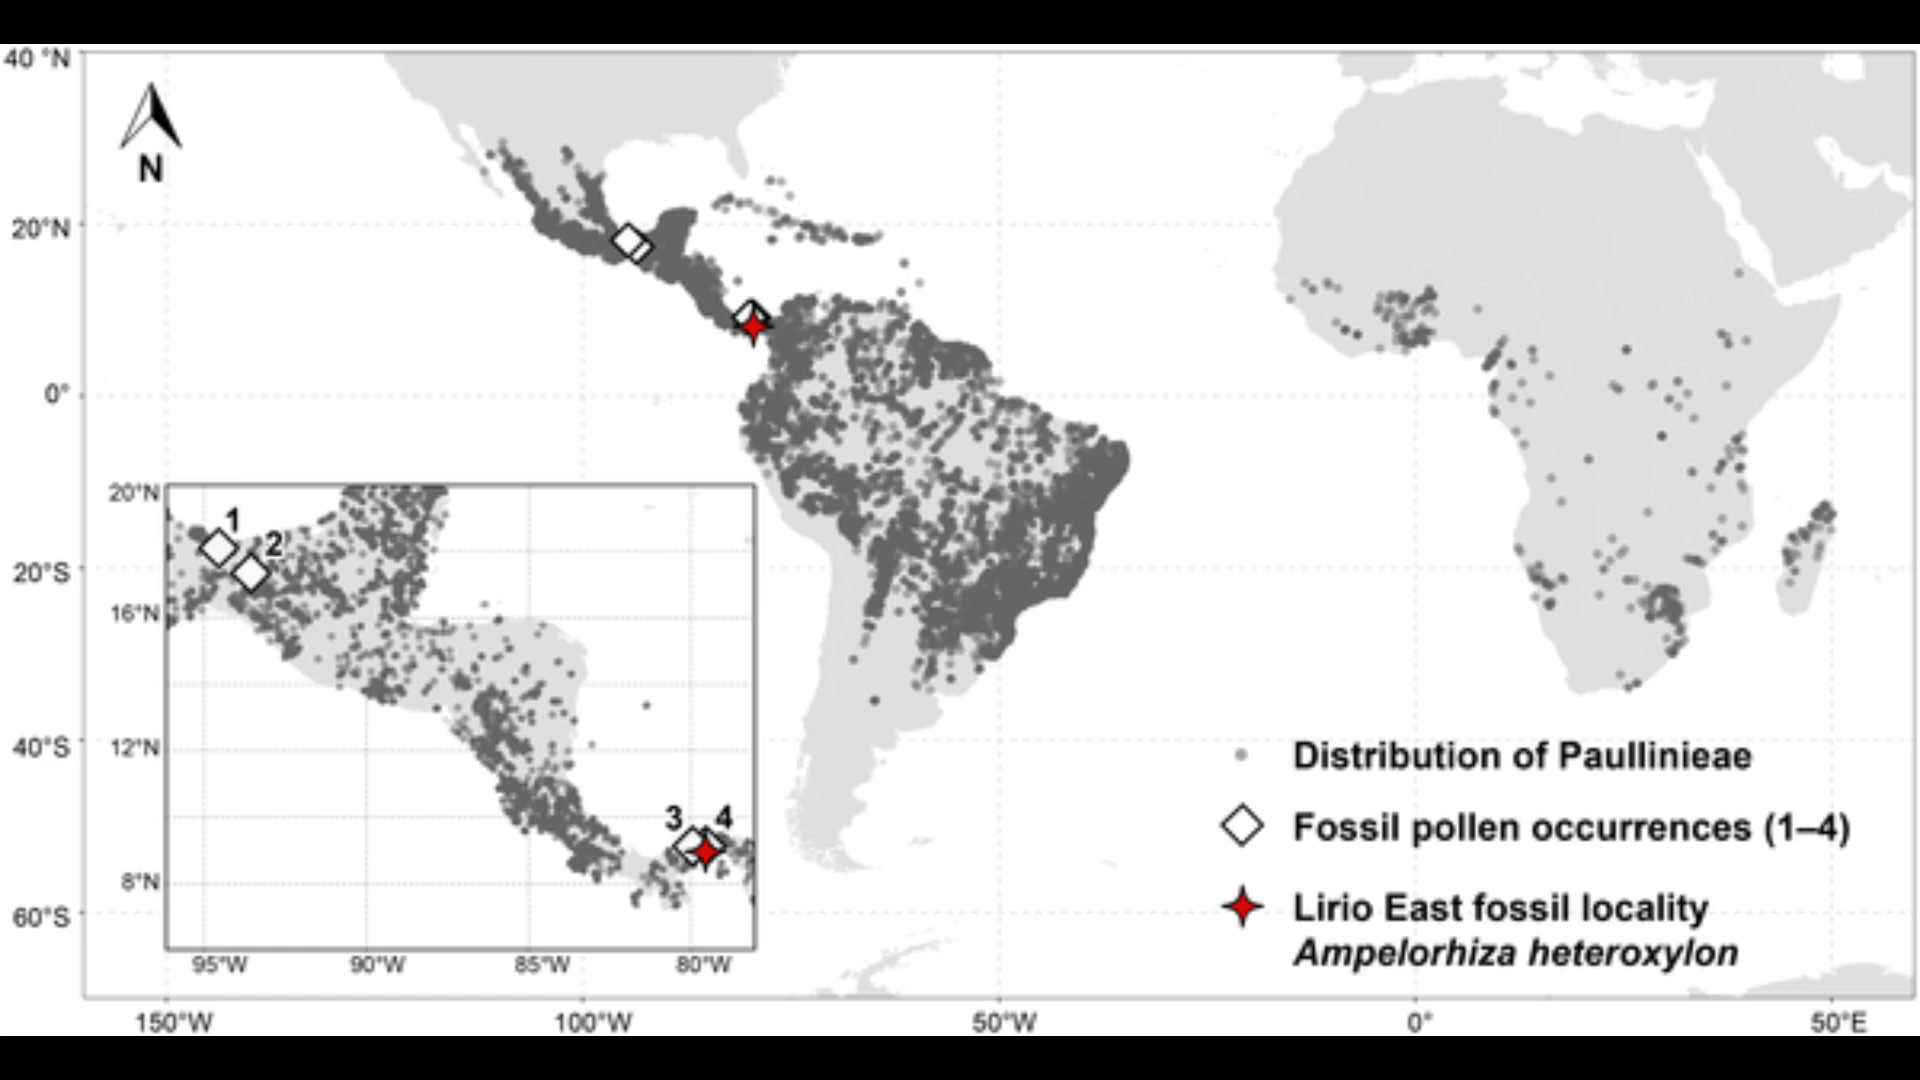 40 °N
20°N
0°
20°S
40°S
60°S
150°W
100°W
50°W
0°
50°E
N
20°N
16°N
12°N
8°N
95°W
90°W
85°W
80°W
1
2
3
4
Distribution of Paullinieae
Fossil pollen occurrences (1–4)
Lirio East fossil locality
Ampelorhiza heteroxylon